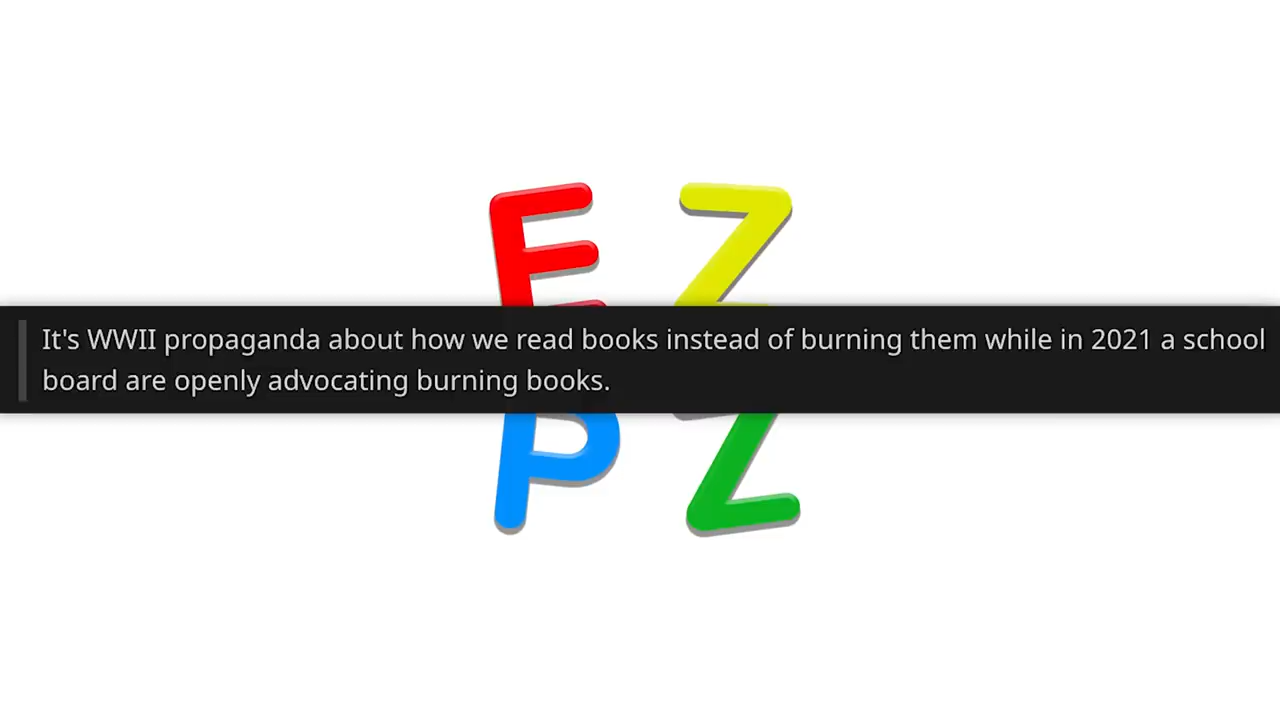 E Z
It's WWII propaganda about how we read books instead of burning them while in 2021 a school
board are openly advocating burning books.
P Z